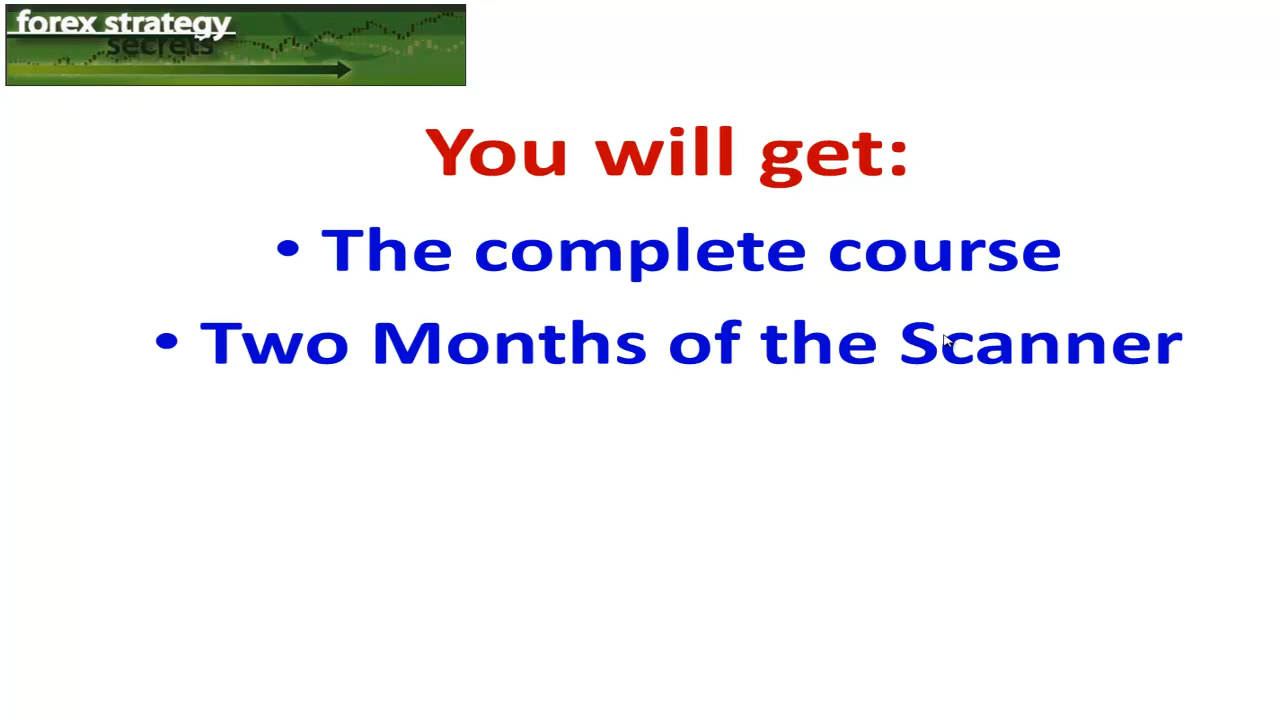 forex strategy
secrets
You will get:
• The complete course
• Two Months of the Scanner